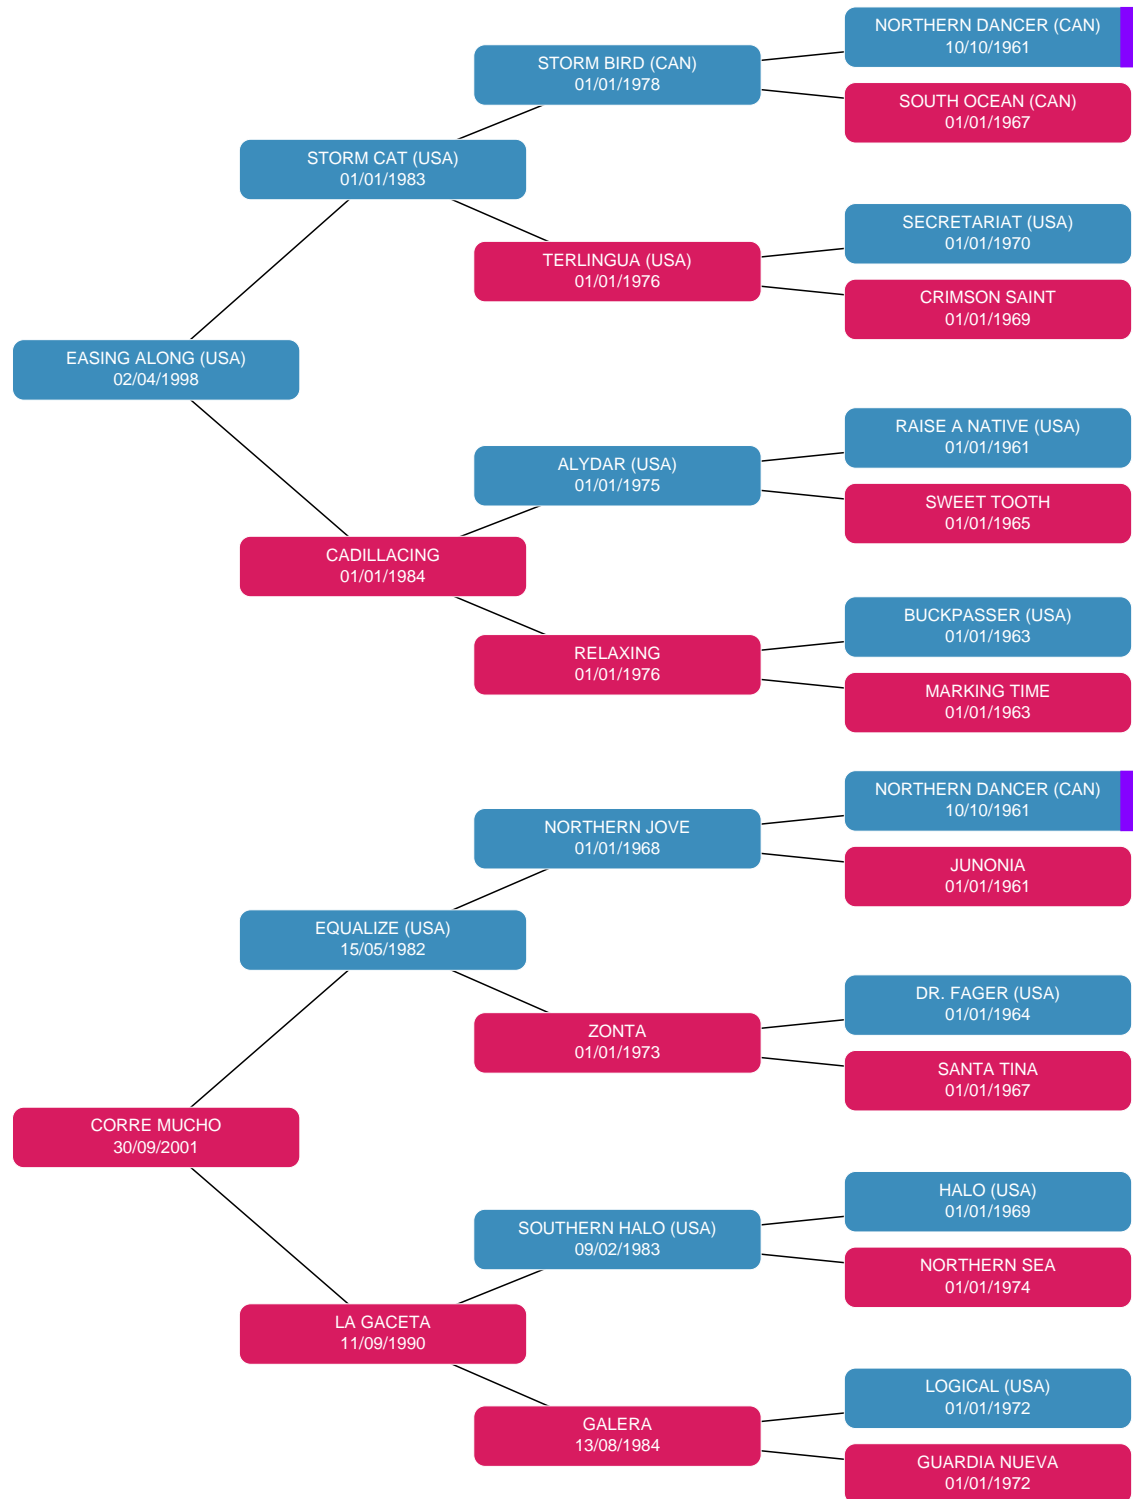 NORTHERN DANCER (CAN)
10/10/1961
STORM BIRD (CAN)
01/01/1978
SOUTH OCEAN (CAN)
01/01/1967
STORM CAT (USA)
01/01/1983
SECRETARIAT (USA)
01/01/1970
TERLINGUA (USA)
01/01/1976
CRIMSON SAINT
01/01/1969
EASING ALONG (USA)
02/04/1998
RAISE A NATIVE (USA)
01/01/1961
ALYDAR (USA)
01/01/1975
SWEET TOOTH
01/01/1965
CADILLACING
01/01/1984
BUCKPASSER (USA)
01/01/1963
RELAXING
01/01/1976
MARKING TIME
01/01/1963
NORTHERN DANCER (CAN)
10/10/1961
NORTHERN JOVE
01/01/1968
JUNONIA
01/01/1961
EQUALIZE (USA)
15/05/1982
DR. FAGER (USA)
01/01/1964
ZONTA
01/01/1973
SANTA TINA
01/01/1967
CORRE MUCHO
30/09/2001
HALO (USA)
01/01/1969
SOUTHERN HALO (USA)
09/02/1983
NORTHERN SEA
01/01/1974
LA GACETA
11/09/1990
LOGICAL (USA)
01/01/1972
GALERA
13/08/1984
GUARDIA NUEVA
01/01/1972